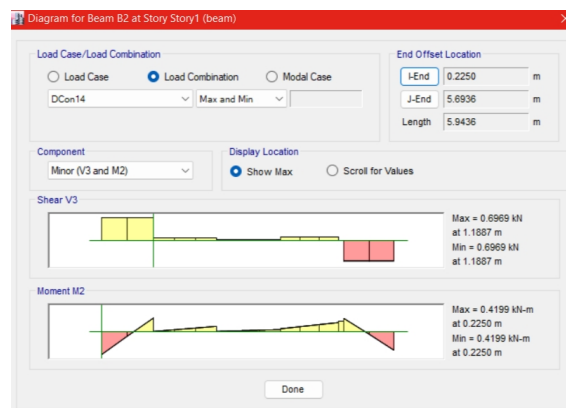 Diagram for Beam B2 at Story Story1 (beam)
Load Case/Load Combination
End Offset Location
Load Case
Load Combination
Modal Case
I-End
0.2250
m
DCon14
Max and Min
J-End
5.6936
m
Length
5.9436
m
Component
Display Location
Minor (V3 and M2)
Show Max
Scroll for Values
Shear V3
Max = 0.6969 kN
at 1.1887 m
Min = 0.6969 kN
at 1.1887 m
Moment M2
Max = 0.4199 kN-m
at 0.2250 m
Min = 0.4199 kN-m
at 0.2250 m
Done